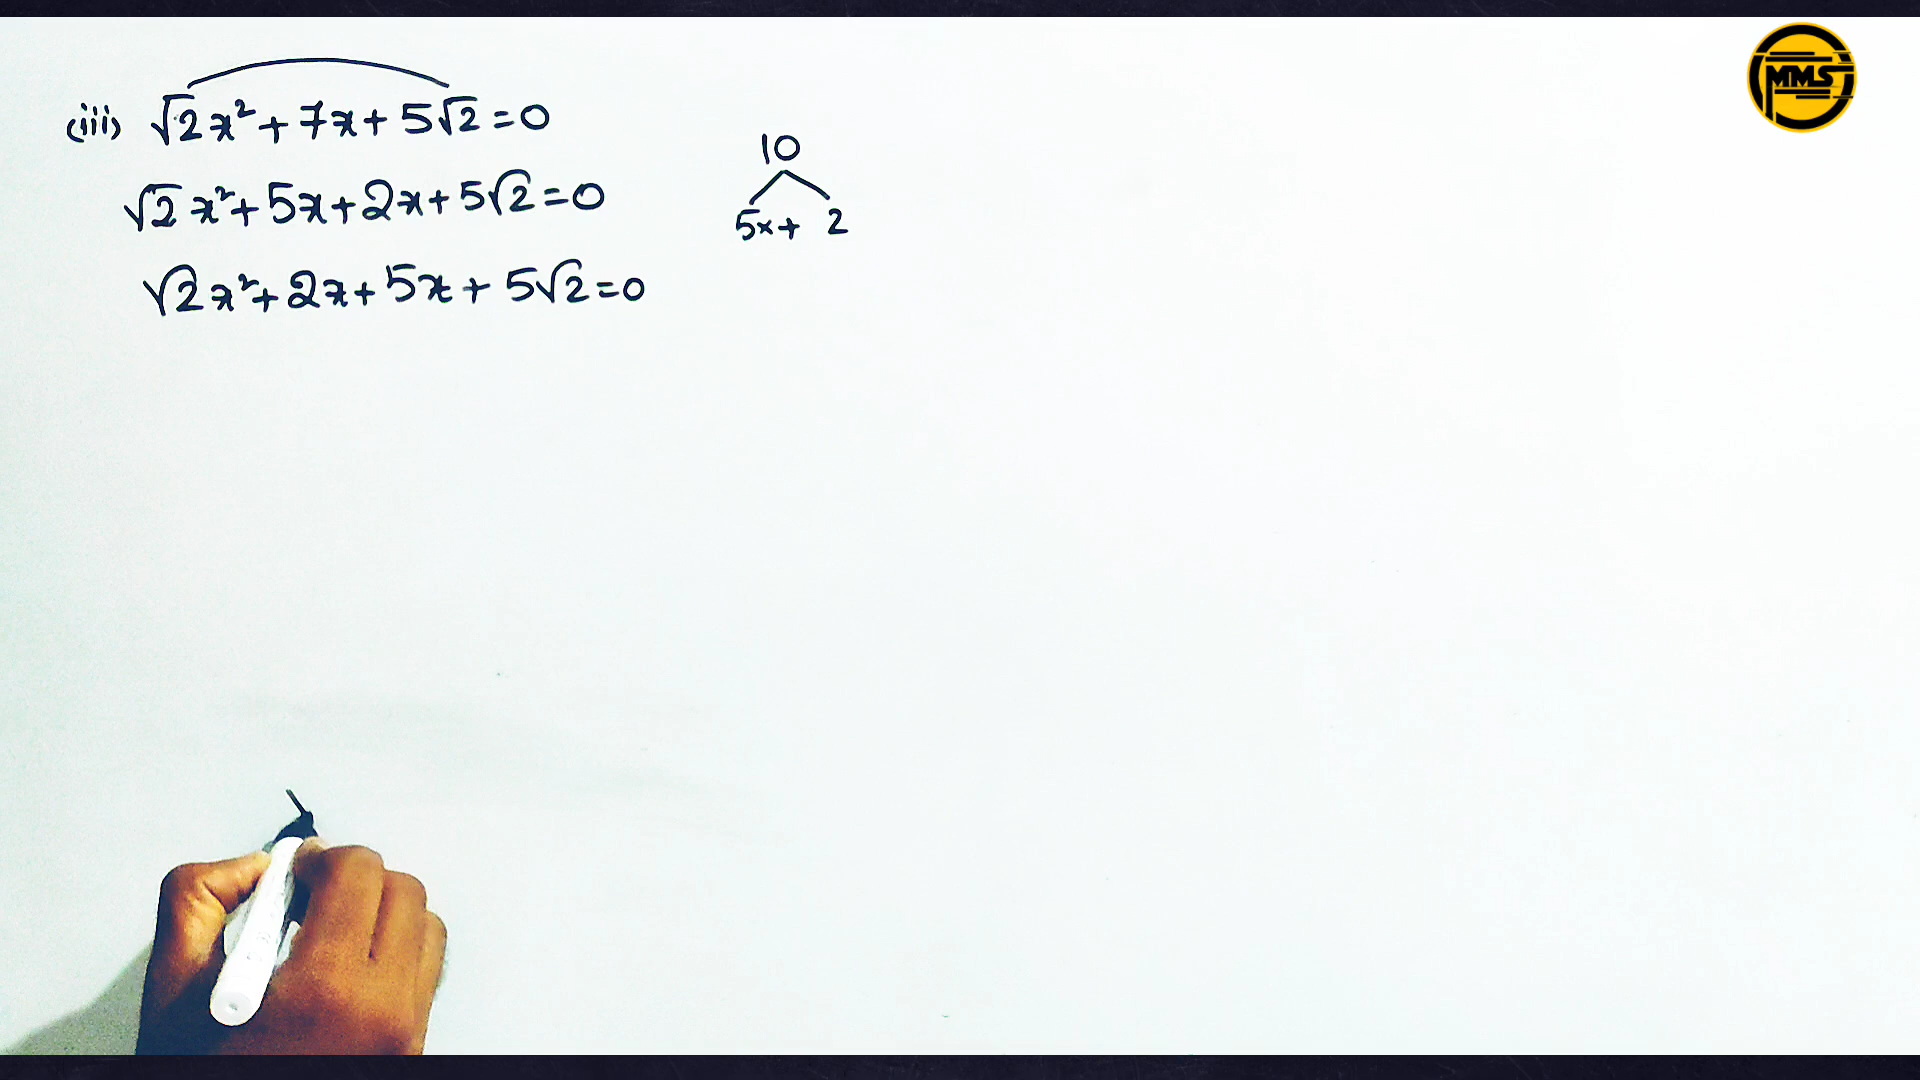 (iii) √2x² + 7x + 5√2 = 0
√2x² + 5x + 2x + 5√2 = 0
√2x² + 2x + 5x + 5√2 = 0
10
5x+ 2
MMS